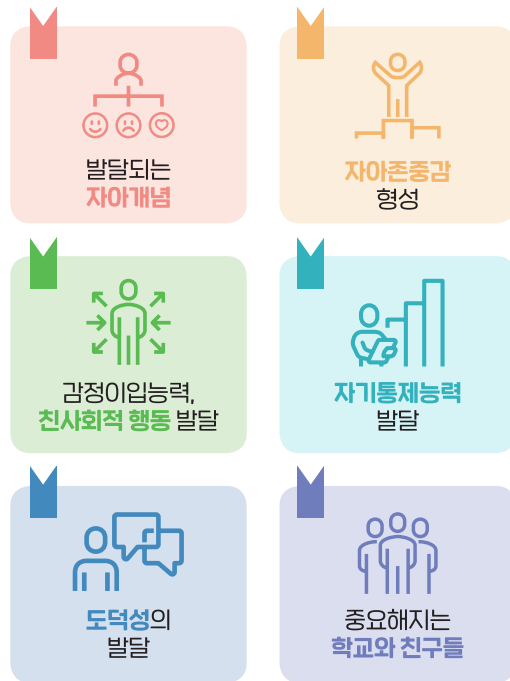 발달되는
자아개념
자아존중감
형성
감정이입능력,
친사회적 행동 발달
자기통제능력
발달
도덕성의
발달
중요해지는
학교와 친구들